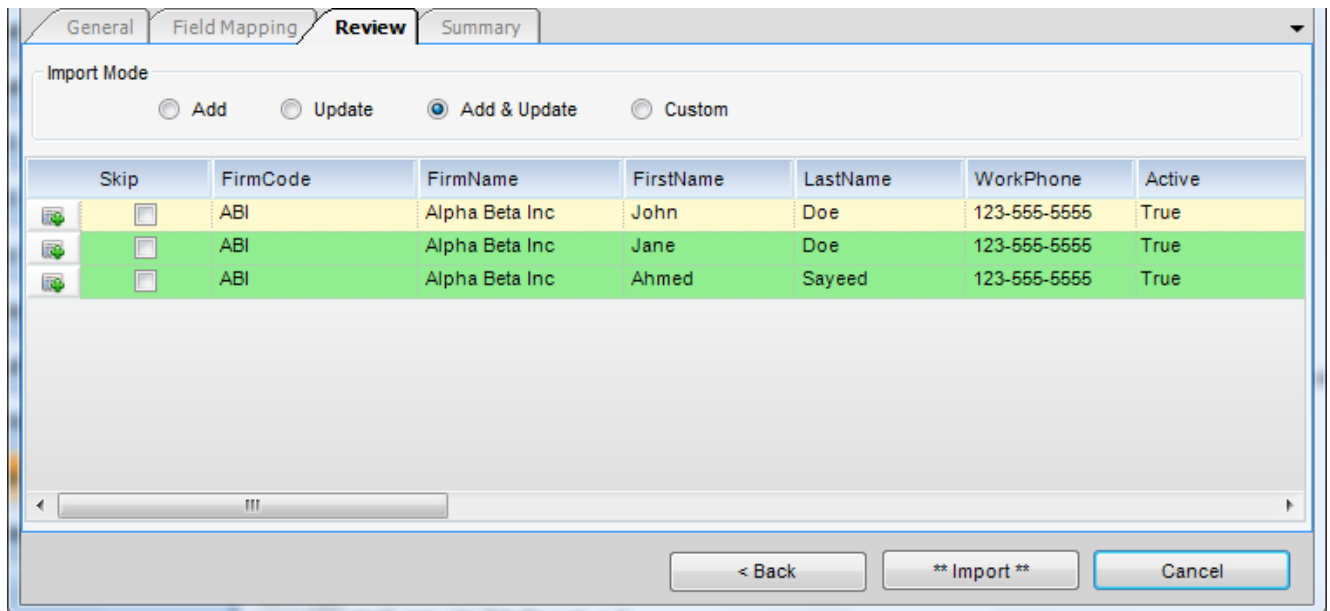 General Field Mapping Review Summary
Import Mode
Add Update Add & Update Custom
Skip FirmCode FirmName FirstName LastName WorkPhone Active
ABI Alpha Beta Inc John Doe 123-555-5555 True
ABI Alpha Beta Inc Jane Doe 123-555-5555 True
ABI Alpha Beta Inc Ahmed Sayeed 123-555-5555 True
< Back ** Import ** Cancel